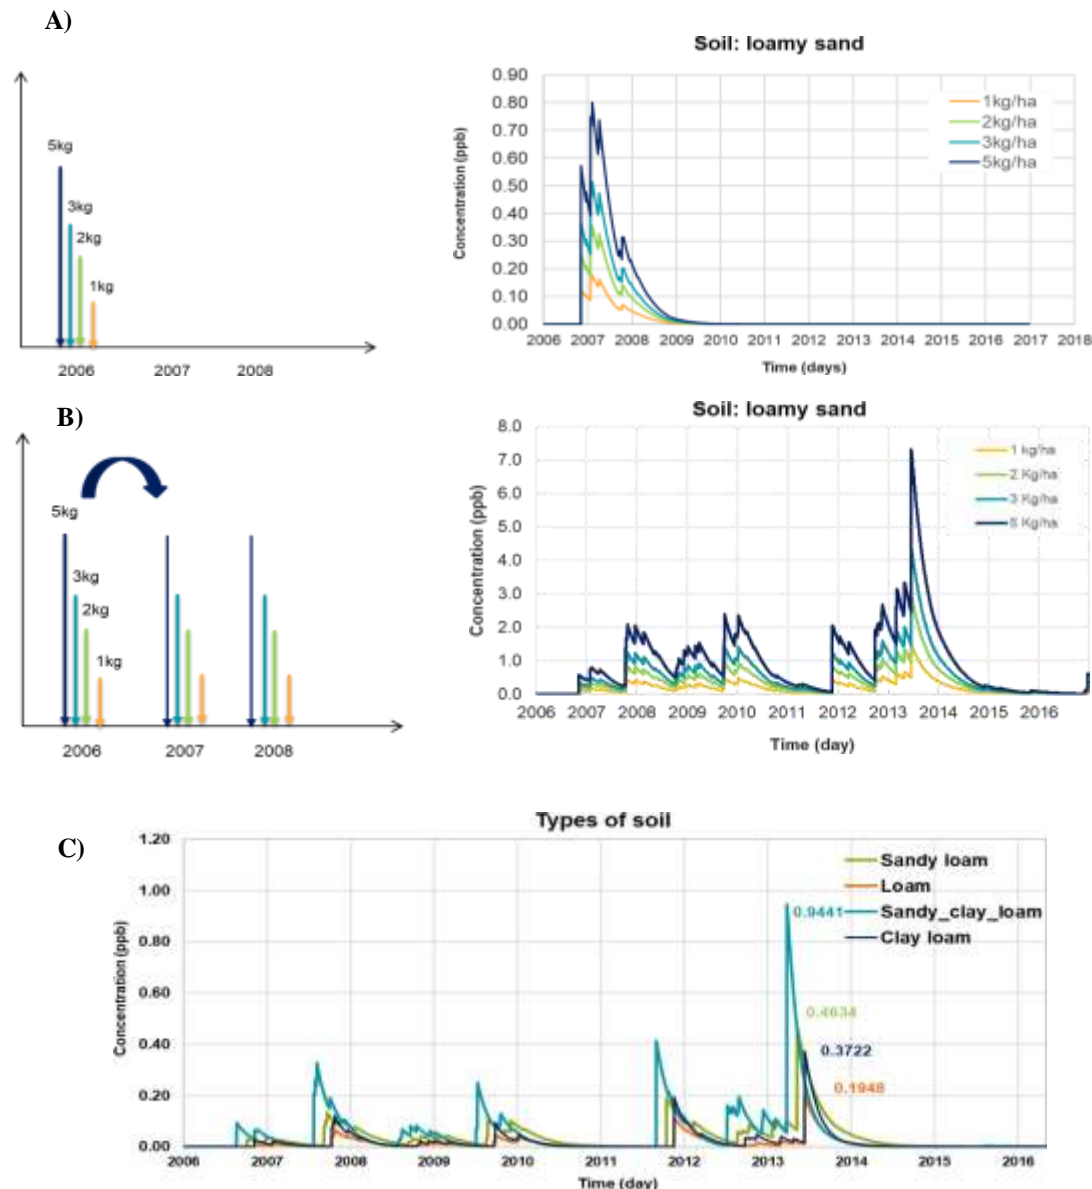 A)
5kg
3kg
2kg
1kg
2006 2007 2008
Soil: loamy sand
Concentration (ppb)
0.90
0.80
0.70
0.60
0.50
0.40
0.30
0.20
0.10
0.00
1kg/ha
2kg/ha
3kg/ha
5kg/ha
2006 2007 2008 2009 2010 2011 2012 2013 2014 2015 2016 2017 2018
Time (days)
B)
5kg
3kg
2kg
1kg
2006 2007 2008
Soil: loamy sand
Concentration (ppb)
8.0
7.0
6.0
5.0
4.0
3.0
2.0
1.0
0.0
1 kg/ha
2 Kg/ha
3 Kg/ha
Kg/ha
2006 2007 2008 2009 2010 2011 2012 2013 2014 2015 2016
Time (day)
C)
Types of soil
Concentration (ppb)
1.20
1.00
0.80
0.60
0.40
0.20
0.00
Sandy loam
Loam
Sandy_clay_loam
Clay loam
0.9441
0.4634
0.3722
0.1948
2006 2007 2008 2009 2010 2011 2012 2013 2014 2015 2016
Time (day)